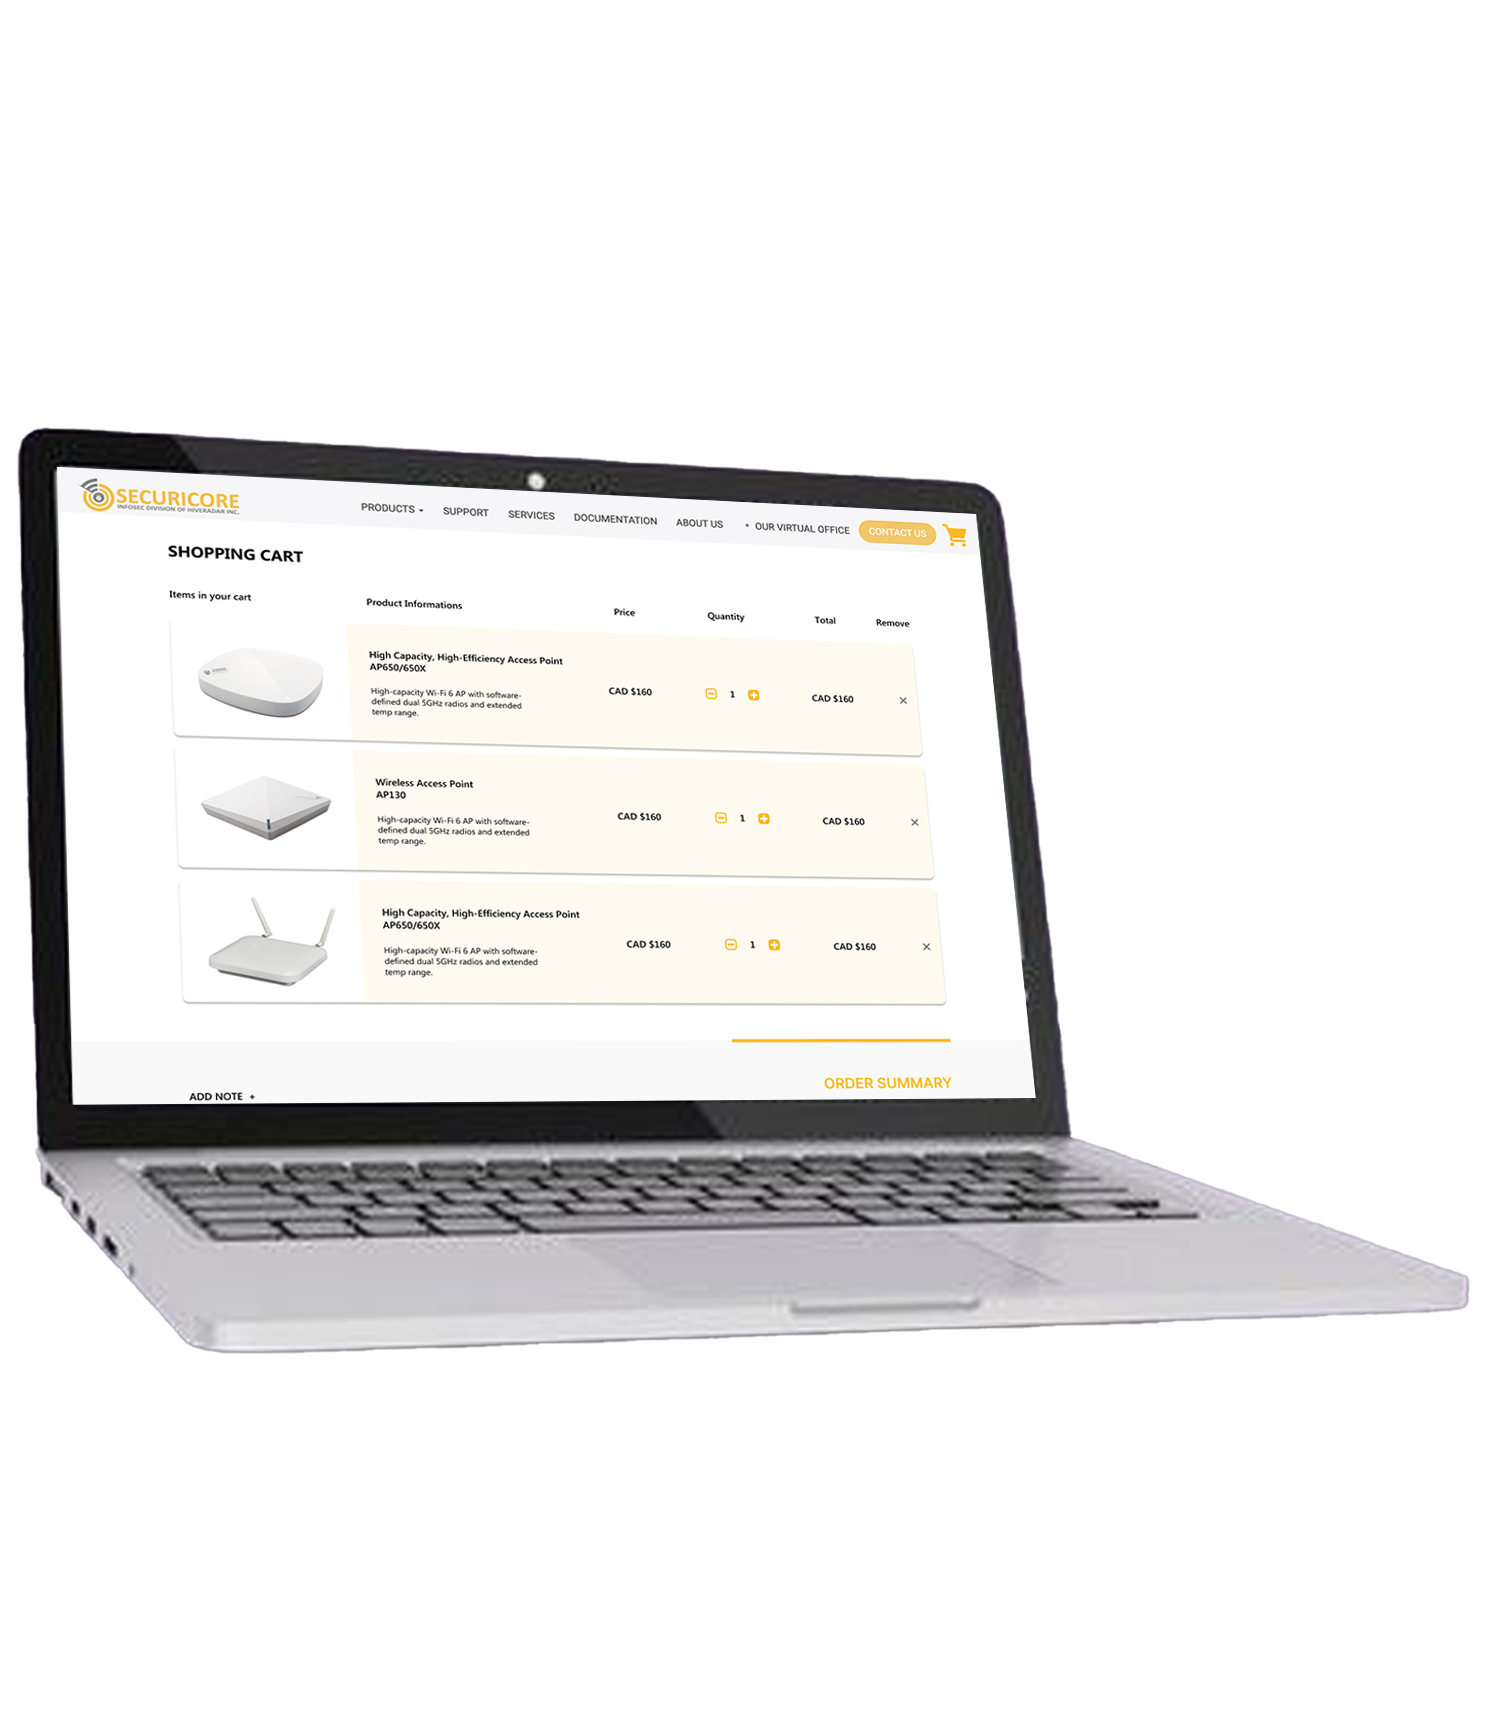 SECURICORE
INFOSEC DIVISION OF HIVERADAR INC.
PRODUCTS SUPPORT SERVICES DOCUMENTATION ABOUT US • OUR VIRTUAL OFFICE CONTACT US
SHOPPING CART
Items in your cart Product Informations Price Quantity Total Remove
High Capacity, High-Efficiency Access Point
AP650/650X
High-capacity Wi-Fi 6 AP with software-
defined dual 5GHz radios and extended
temp range.
CAD $160 1 CAD $160 ×
Wireless Access Point
AP130
High-capacity Wi-Fi 6 AP with software-
defined dual 5GHz radios and extended
temp range.
CAD $160 1 CAD $160 ×
High Capacity, High-Efficiency Access Point
AP650/650X
High-capacity Wi-Fi 6 AP with software-
defined dual 5GHz radios and extended
temp range.
CAD $160 1 CAD $160 ×
ORDER SUMMARY
ADD NOTE +